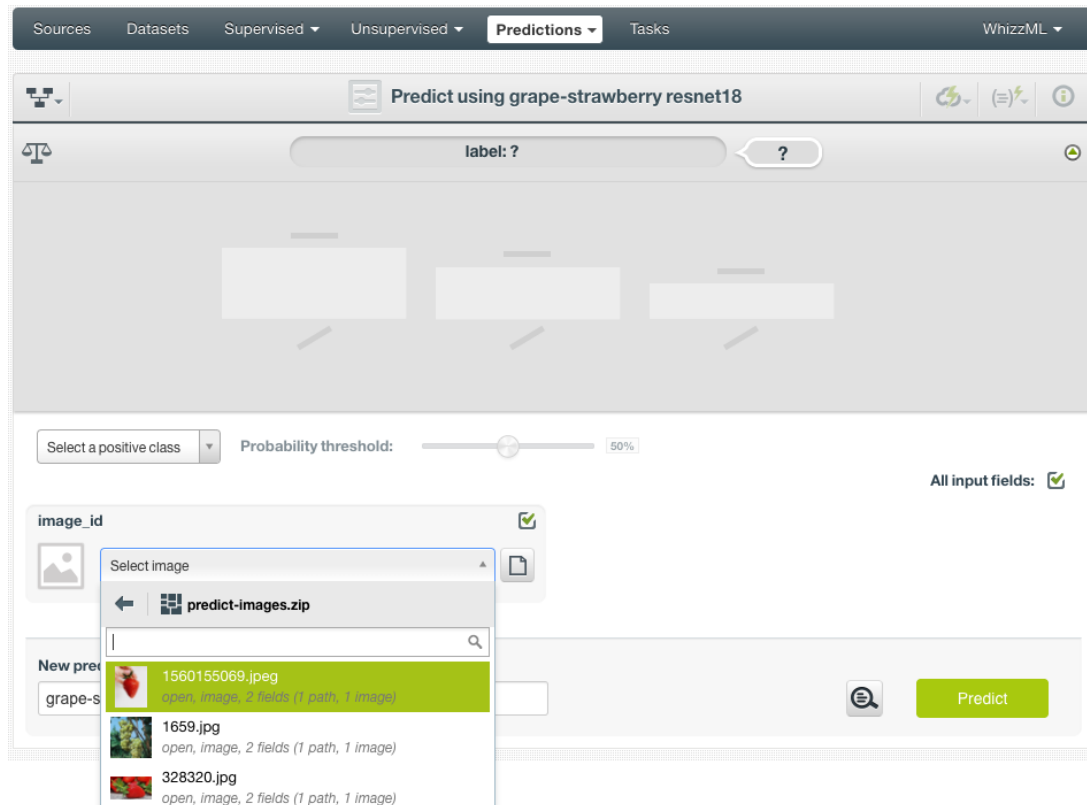 Sources Datasets Supervised Unsupervised Predictions Tasks WhizzML
Predict using grape-strawberry resnet18
label: ? ?
Select a positive class Probability threshold: 50%
All input fields:
image_id
Select image
predict-images.zip
1560155069.jpeg
open, image, 2 fields (1 path, 1 image)
New pred
grape-s Predict
1659.jpg
open, image, 2 fields (1 path, 1 image)
328320.jpg
open, image, 2 fields (1 path, 1 image)